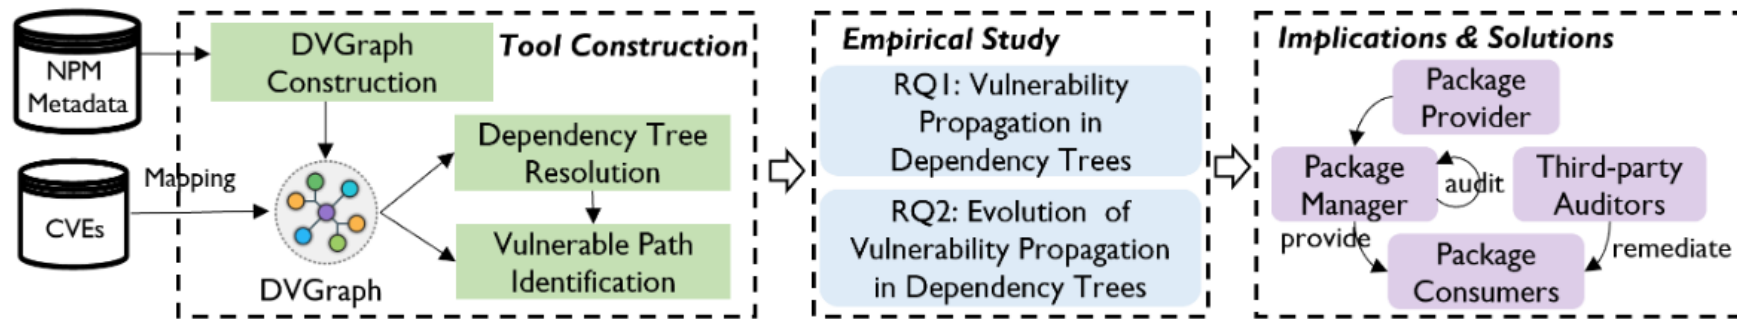 NPM
Metadata
CVEs
Mapping
Tool Construction
DVGraph
Construction
DVGraph
Dependency Tree
Resolution
Vulnerable Path
Identification
Empirical Study
RQ1: Vulnerability
Propagation in
Dependency Trees
RQ2: Evolution of
Vulnerability Propagation
in Dependency Trees
Implications & Solutions
Package
Provider
Package
Manager
audit
Third-party
Auditors
provide
Package
Consumers
remediate